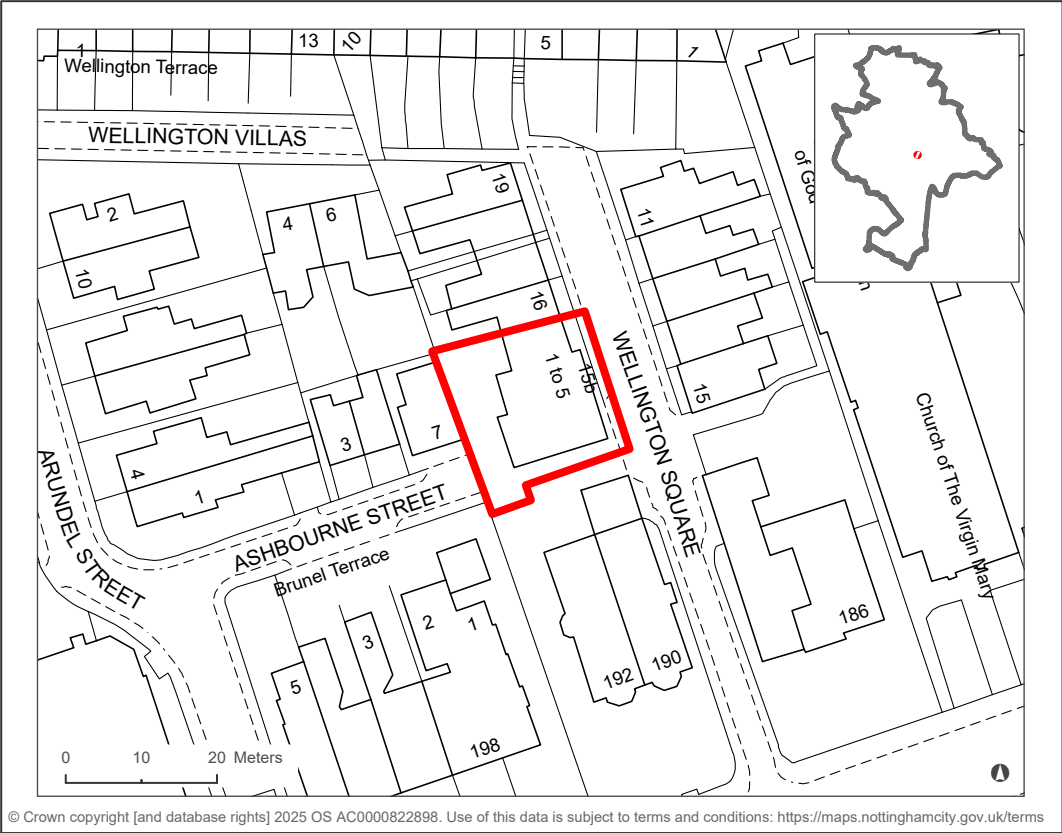 1
13
10
5
1
Wellington Terrace
WELLINGTON VILLAS
of God
2
10
4
6
19
11
16
1 to 5
15b
WELLINGTON SQUARE
15
Church of The Virgin Mary
7
3
4
1
ARUNDEL STREET
ASHBOURNE STREET
Brunel Terrace
2
3
1
5
198
192
190
186
0 10 20 Meters
© Crown copyright [and database rights] 2025 OS AC0000822898. Use of this data is subject to terms and conditions: https://maps.nottinghamcity.gov.uk/terms